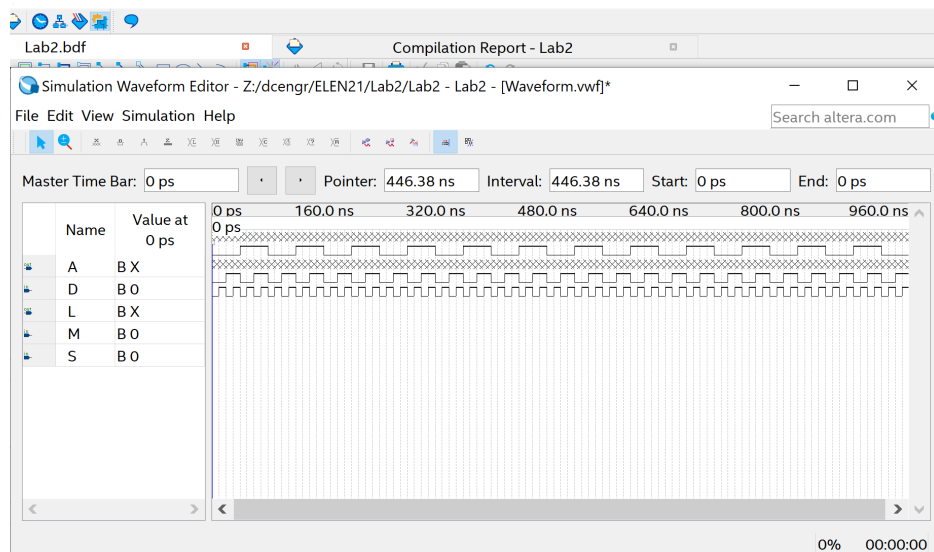 Lab2.bdf Compilation Report - Lab2
Simulation Waveform Editor - Z:/dcengr/ELEN21/Lab2/Lab2 - Lab2 - [Waveform.vwf]*
File Edit View Simulation Help Search altera.com
Master Time Bar: 0 ps Pointer: 446.38 ns Interval: 446.38 ns Start: 0 ps End: 0 ps
Name Value at 0 ps
0 ps 160.0 ns 320.0 ns 480.0 ns 640.0 ns 800.0 ns 960.0 ns
0 ps
A B X
D B 0
L B X
M B 0
S B 0
0% 00:00:00